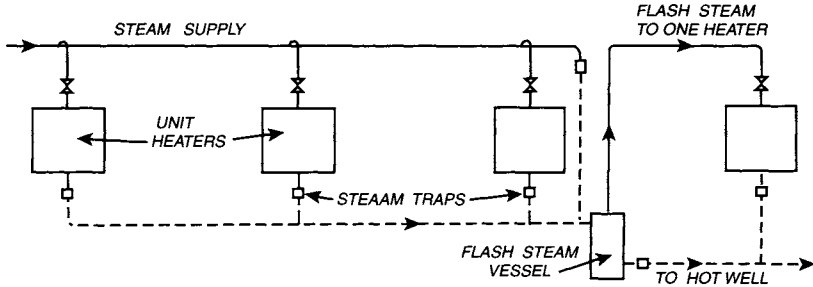 STEAM SUPPLY
FLASH STEAM
TO ONE HEATER
UNIT
HEATERS
STEAAM TRAPS
FLASH STEAM
VESSEL
TO HOT WELL